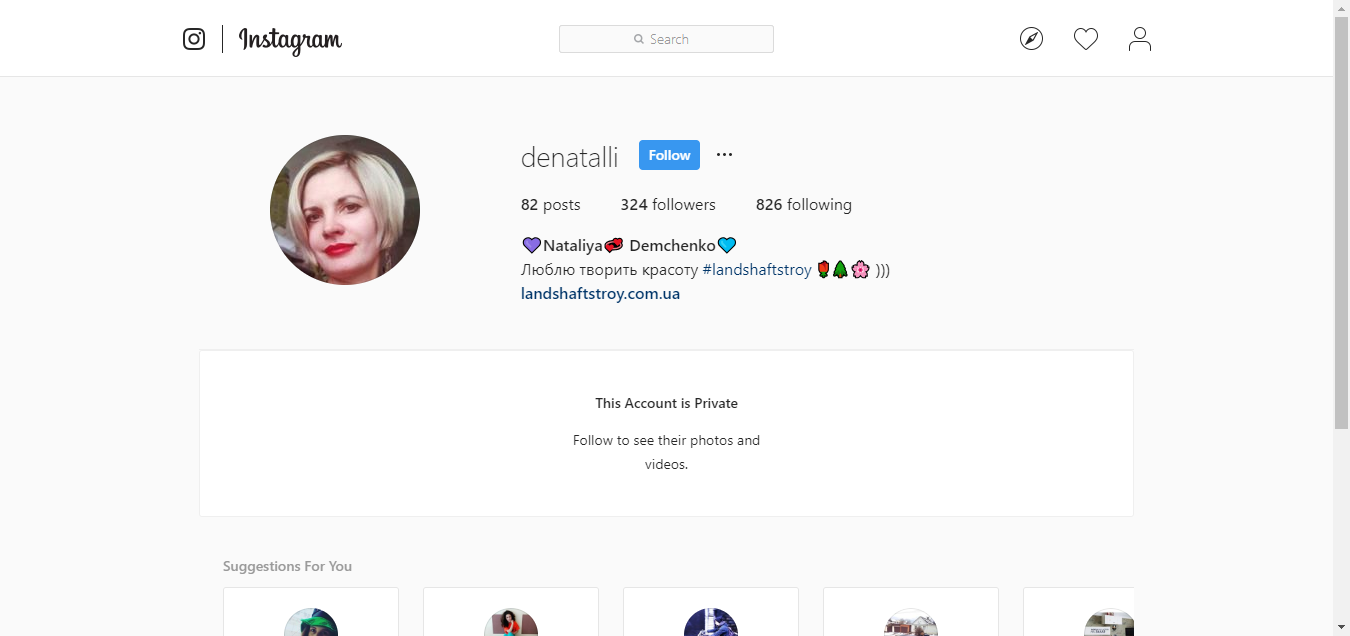 Instagram
Search
denatalli Follow
82 posts 324 followers 826 following
💜Nataliya💋 Demchenko💙
Люблю творить красоту #landshaftstroy 🌹🌲🌸 )))
landshaftstroy.com.ua
This Account is Private
Follow to see their photos and
videos.
Suggestions For You